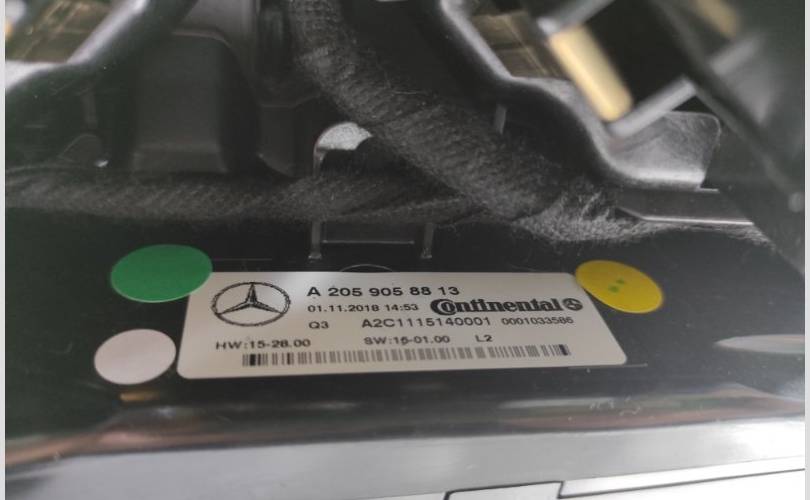 A 205 905 88 13
01.11.2018 14:53 Continental
Q3 A2C1115140001 0001033586
HW:15-28.00 SW:15-01.00 L2